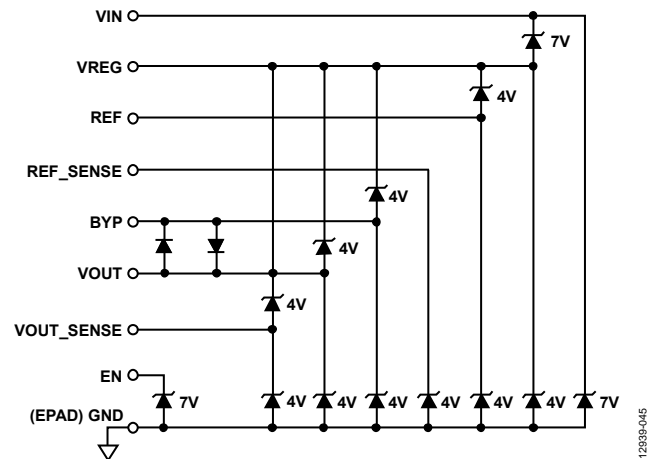 VIN
7V
VREG
4V
REF
REF_SENSE
4V
BYP
4V
VOUT
4V
VOUT_SENSE
EN
7V 4V 4V 4V 4V 4V 4V 7V
(EPAD) GND
12939-045